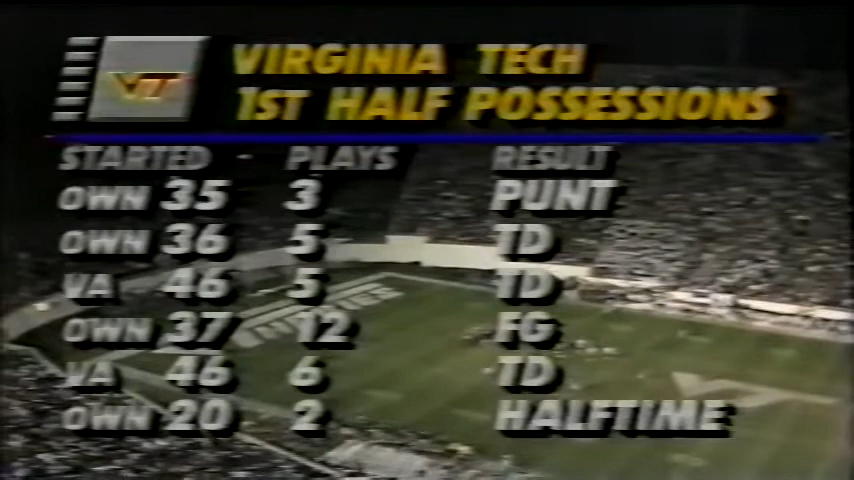 VT
VIRGINIA TECH
1ST HALF POSSESSIONS
STARTED - PLAYS RESULT
OWN 35 3 PUNT
OWN 36 5 TD
VA 46 5 TD
OWN 37 12 FG
VA 46 6 TD
OWN 20 2 HALFTIME